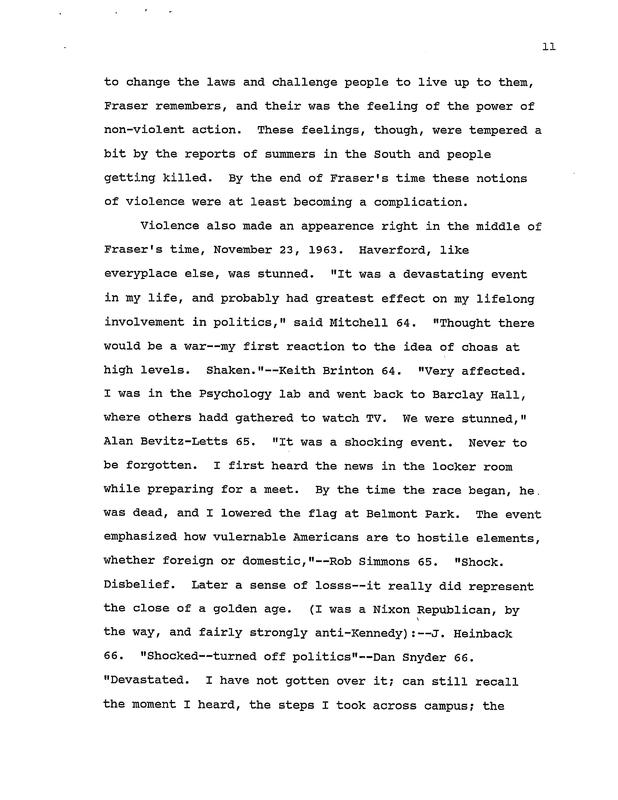 11
to change the laws and challenge people to live up to them,
Fraser remembers, and their was the feeling of the power of
non-violent action. These feelings, though, were tempered a
bit by the reports of summers in the South and people
getting killed. By the end of Fraser's time these notions
of violence were at least becoming a complication.
Violence also made an appearence right in the middle of
Fraser's time, November 23, 1963. Haverford, like
everyplace else, was stunned. "It was a devastating event
in my life, and probably had greatest effect on my lifelong
involvement in politics," said Mitchell 64. "Thought there
would be a war--my first reaction to the idea of choas at
high levels. Shaken."--Keith Brinton 64. "Very affected.
I was in the Psychology lab and went back to Barclay Hall,
where others hadd gathered to watch TV. We were stunned,"
Alan Bevitz-Letts 65. "It was a shocking event. Never to
be forgotten. I first heard the news in the locker room
while preparing for a meet. By the time the race began, he
was dead, and I lowered the flag at Belmont Park. The event
emphasized how vulernable Americans are to hostile elements,
whether foreign or domestic,"--Rob Simmons 65. "Shock.
Disbelief. Later a sense of losss--it really did represent
the close of a golden age. (I was a Nixon Republican, by
the way, and fairly strongly anti-Kennedy):--J. Heinback
66. "Shocked--turned off politics"--Dan Snyder 66.
"Devastated. I have not gotten over it; can still recall
the moment I heard, the steps I took across campus; the